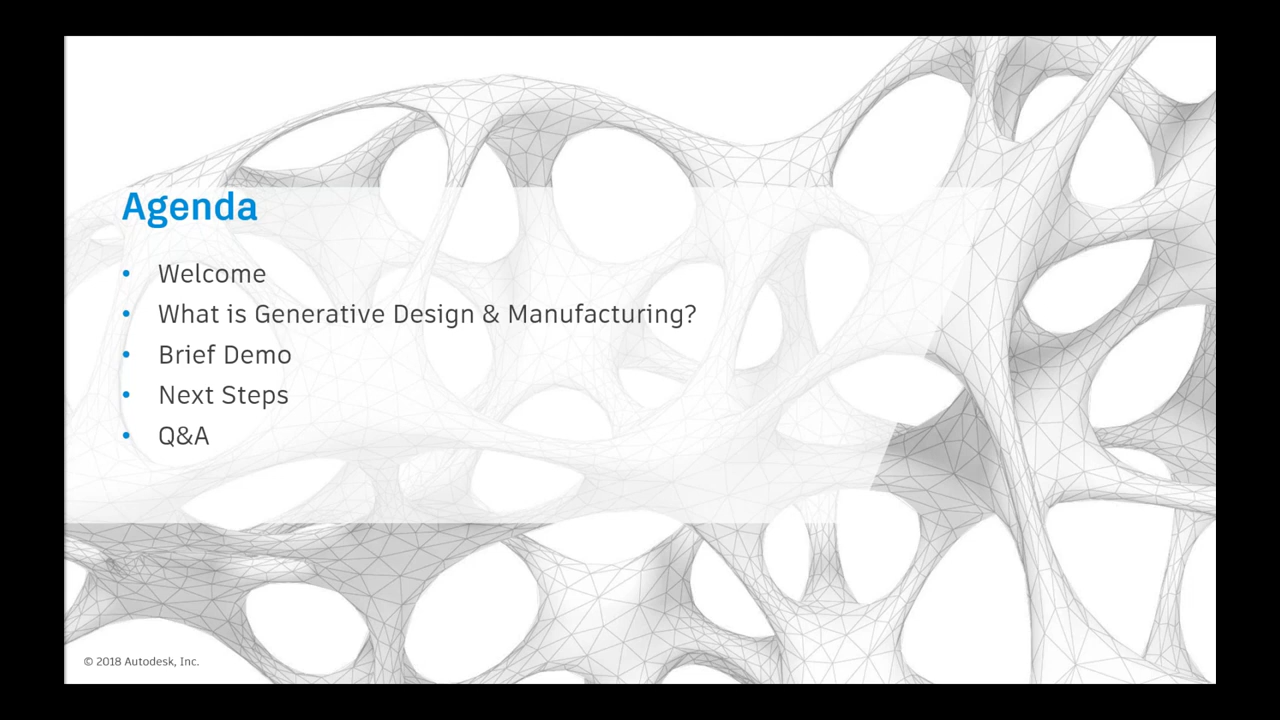 Agenda
• Welcome
• What is Generative Design & Manufacturing?
• Brief Demo
• Next Steps
• Q&A
© 2018 Autodesk, Inc.